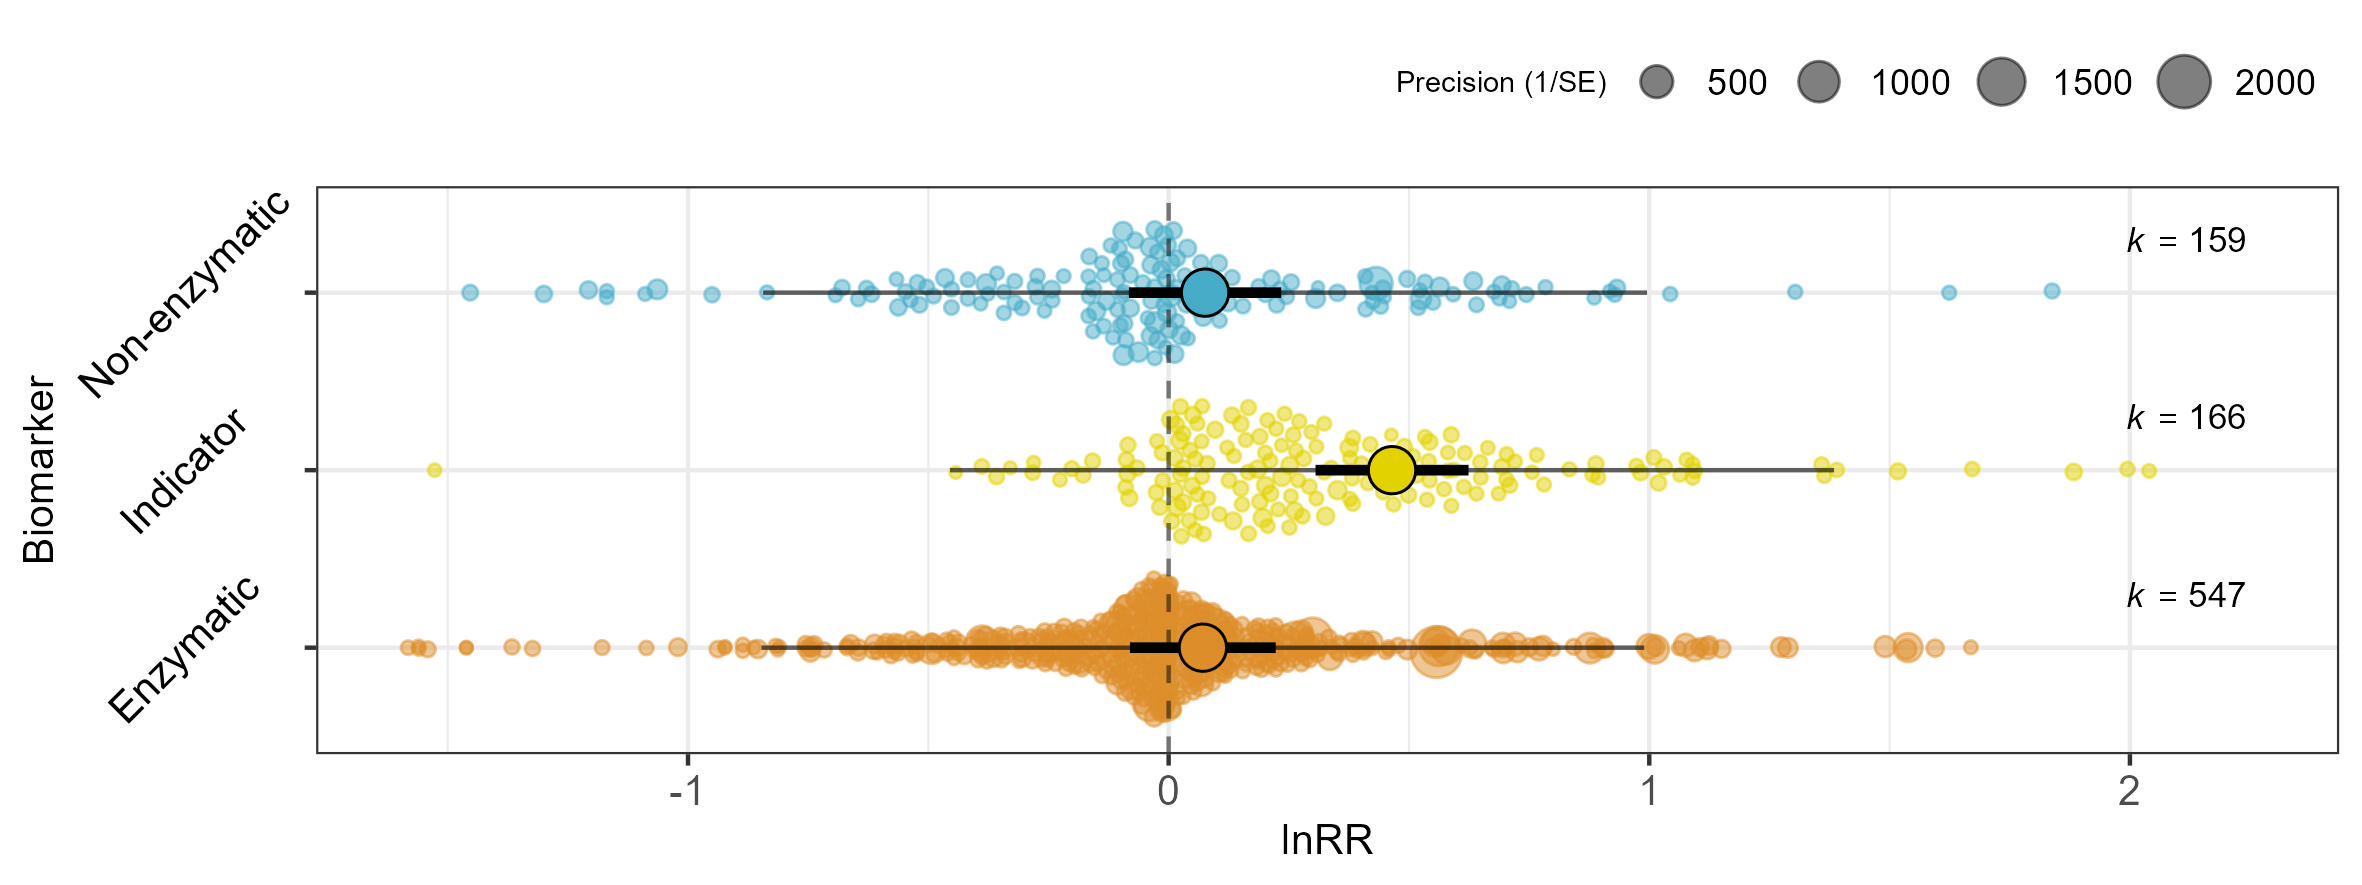 Precision (1/SE) 500 1000 1500 2000
Biomarker
Non-enzymatic
k = 159
Indicator
k = 166
Enzymatic
k = 547
-1 0 1 2
lnRR